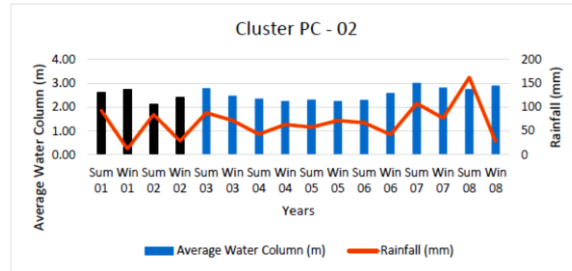 Cluster PC - 02
Average Water Column (m)
4.00
3.00
2.00
1.00
0.00
200
150
100
50
0
Rainfall (mm)
Sum Win Sum Win Sum Win Sum Win Sum Win Sum Win Sum Win Sum Win
01 01 02 02 03 03 04 04 05 05 06 06 07 07 08 08
Years
Average Water Column (m) Rainfall (mm)